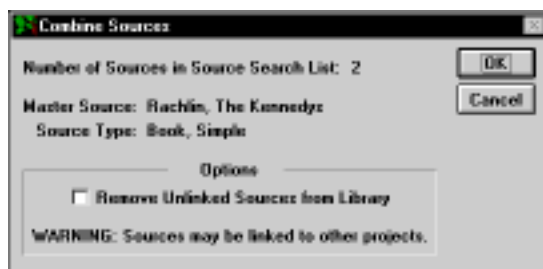 Combine Sources
Number of Sources in Source Search List: 2
OK
Master Source: Rachlin, The Kennedys
Cancel
Source Type: Book, Simple
Options
Remove Unlinked Sources from Library
WARNING: Sources may be linked to other projects.